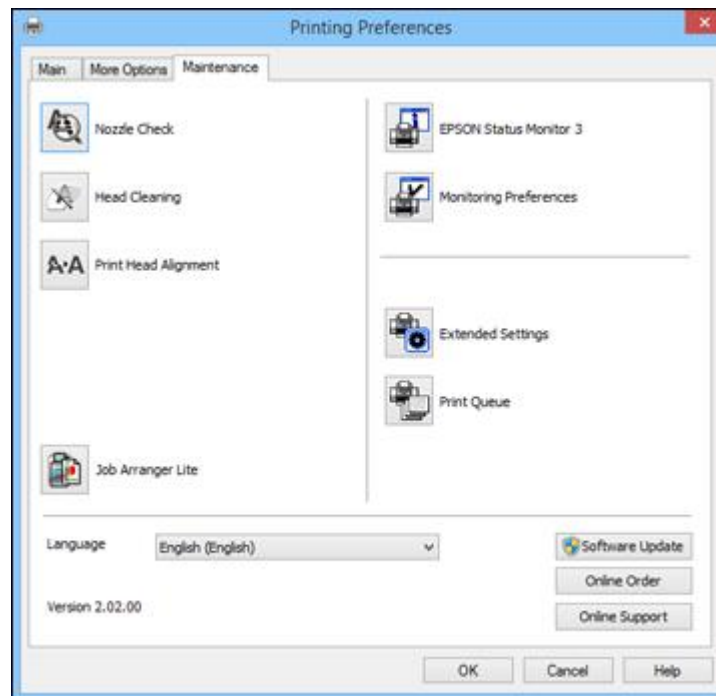 Printing Preferences
Main
More Options
Maintenance
Nozzle Check
Head Cleaning
A·A Print Head Alignment
Job Arranger Lite
EPSON Status Monitor 3
Monitoring Preferences
Extended Settings
Print Queue
Language
English (English)
Version 2.02.00
Software Update
Online Order
Online Support
OK
Cancel
Help